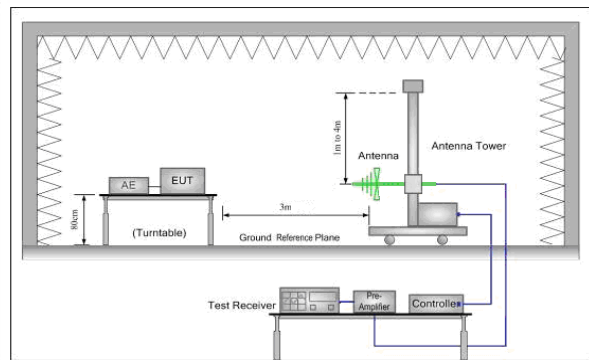 1m to 4m
Antenna
Antenna Tower
AE
EUT
80cm
(Turntable)
3m
Ground Reference Plane
Test Receiver
Pre-
Amplifier
Controller